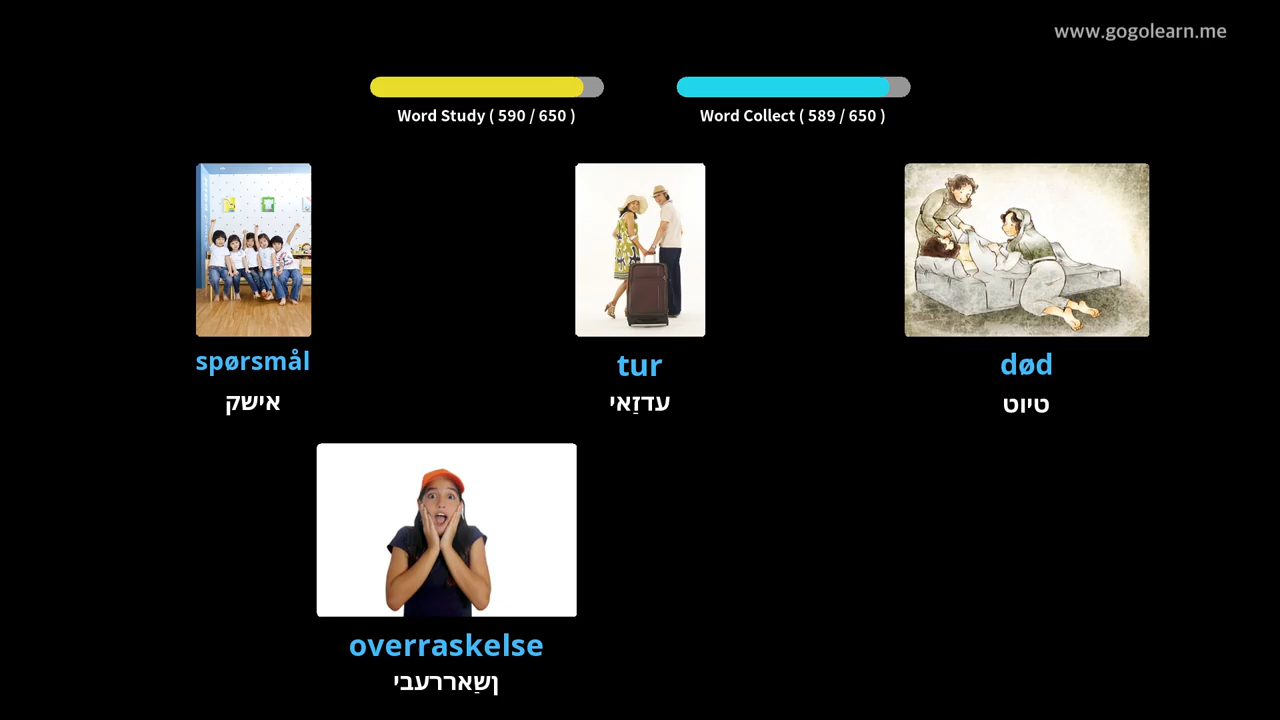 www.gogolearn.me
Word Study ( 590 / 650 )
Word Collect ( 589 / 650 )
spørsmål
אישק
tur
עדזַאי
død
טיוט
overraskelse
ןשַאררעבי